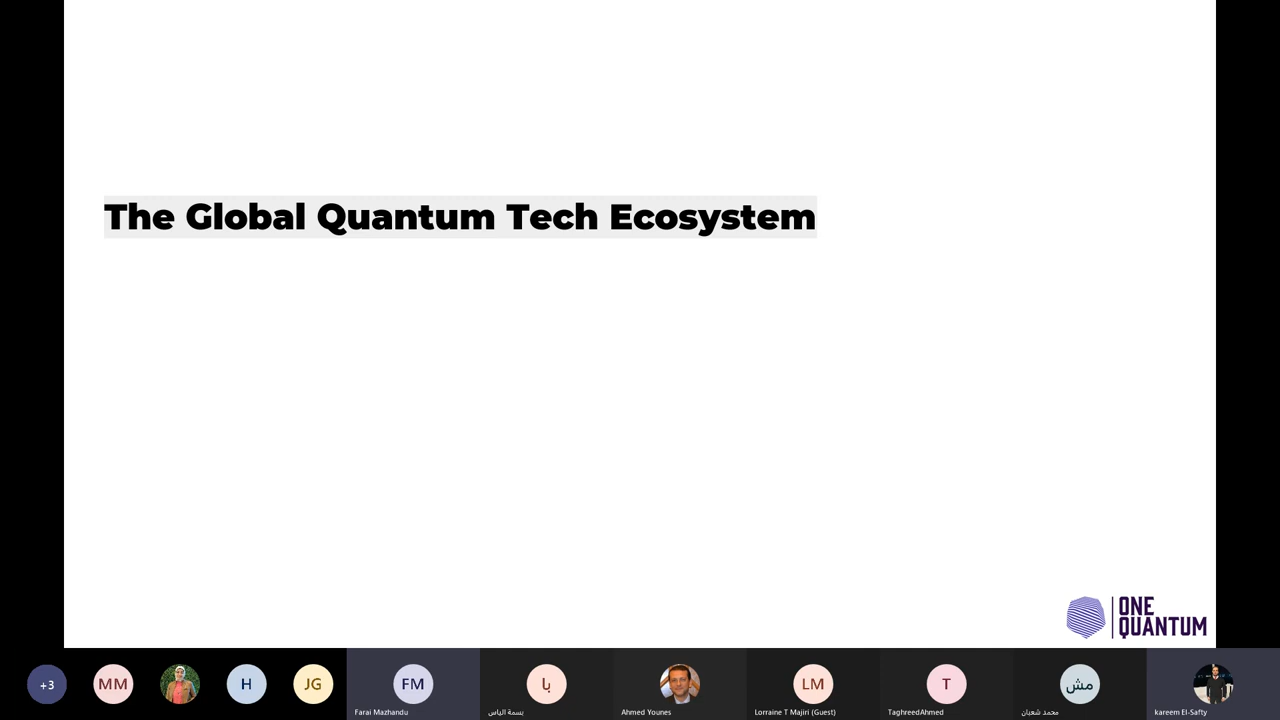 The Global Quantum Tech Ecosystem
ONE
QUANTUM
+3
MM
H
JG
FM
با
LM
T
مش
Farai Mazhandu
بسمة الياس
Ahmed Younes
Lorraine T Majiri (Guest)
TaghreedAhmed
محمد شعبان
kareem El-Safty